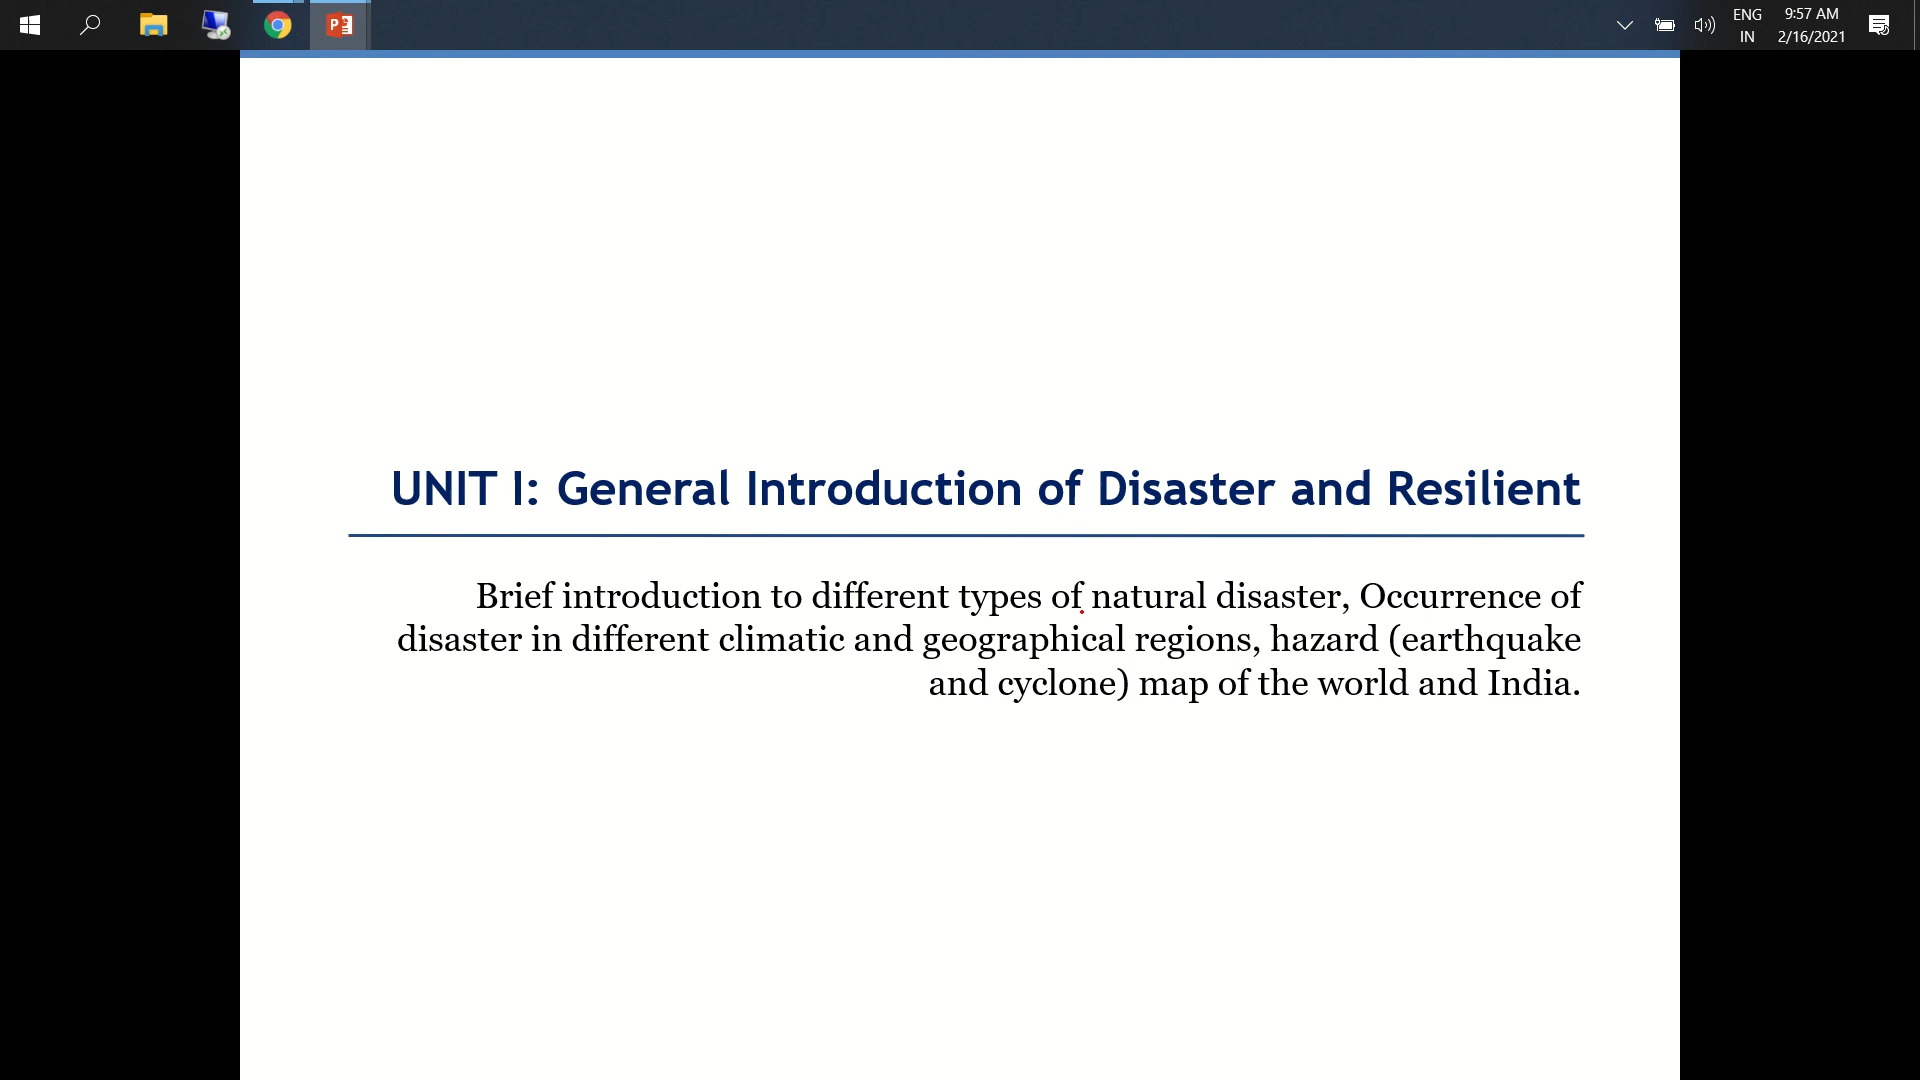 ENG
9:57 AM
IN
2/16/2021
UNIT I: General Introduction of Disaster and Resilient
Brief introduction to different types of natural disaster, Occurrence of
disaster in different climatic and geographical regions, hazard (earthquake
and cyclone) map of the world and India.